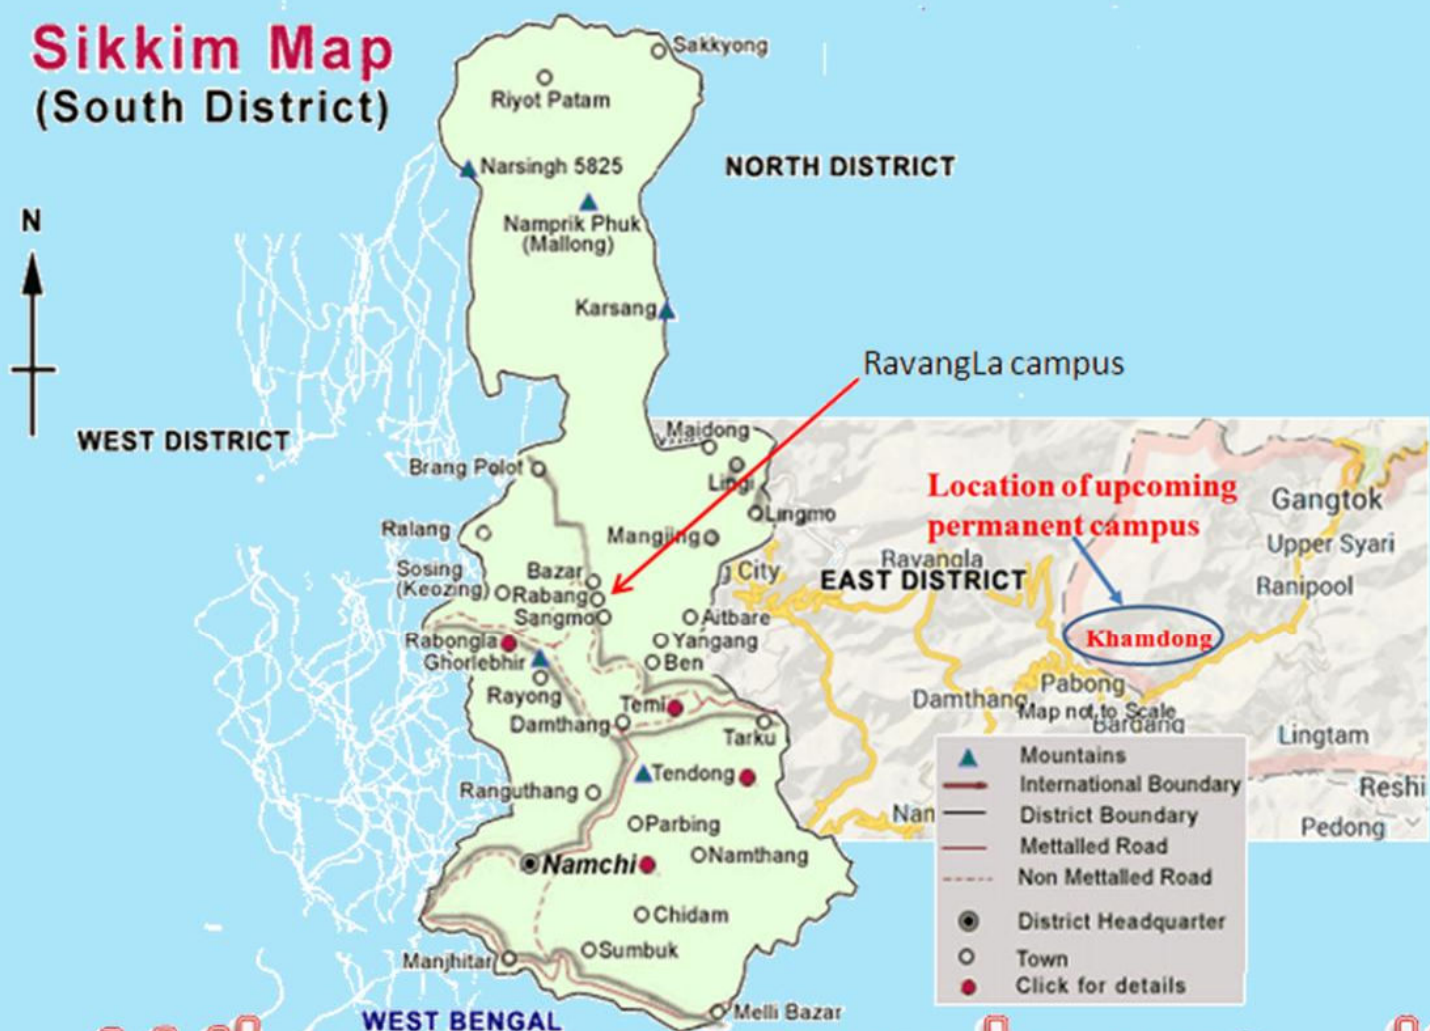 Sikkim Map
(South District)
Sakkyong
Riyot Patam
Narsingh 5825
NORTH DISTRICT
N
Namprik Phuk
(Mallong)
Karsang
RavangLa campus
WEST DISTRICT
Maidong
Brang Polot
Lingi
Location of upcoming
permanent campus
Gangtok
Lingmo
Ralang
Mangjing
Upper Syari
Ravangla
Sosing
(Keozing)
Bazar
City
EAST DISTRICT
Ranipool
Rabang
Sangmo
Aitbare
Rabongla
Yangang
Khamdong
Ghorlebhir
Ben
Rayong
Temi
Pabong
Damthang
Map not to Scale
Bardang
Damthang
Tarku
Lingtam
Tendong
Mountains
Ranguthang
International Boundary
Reshi
Nan
District Boundary
Parbing
Pedong
Mettalled Road
Namchi
Namthang
Non Mettalled Road
Chidam
District Headquarter
Sumbuk
Town
Manjhitar
Click for details
Melli Bazar
WEST BENGAL